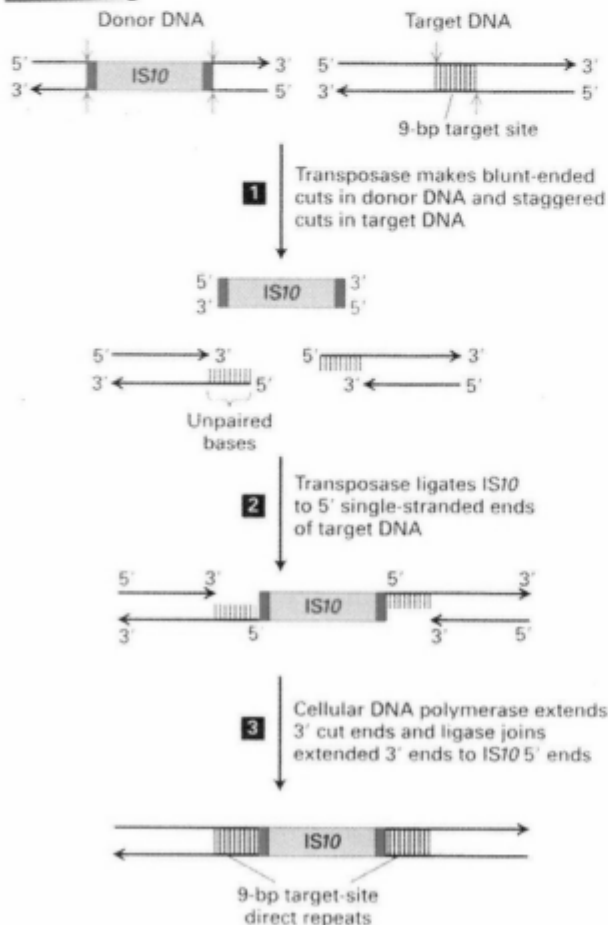 Donor DNA
Target DNA
5′ IS10 3′
3′ 5′
5′ 3′
3′ 5′
9-bp target site
1
Transposase makes blunt-ended
cuts in donor DNA and staggered
cuts in target DNA
5′ IS10 3′
3′ 5′
5′ 3′ 5′ 3′
3′ 5′ 3′ 5′
Unpaired
bases
2
Transposase ligates IS10
to 5′ single-stranded ends
of target DNA
5′ 3′ IS10 5′ 3′
3′ 5′ 3′ 5′
3
Cellular DNA polymerase extends
3′ cut ends and ligase joins
extended 3′ ends to IS10 5′ ends
IS10
9-bp target-site
direct repeats